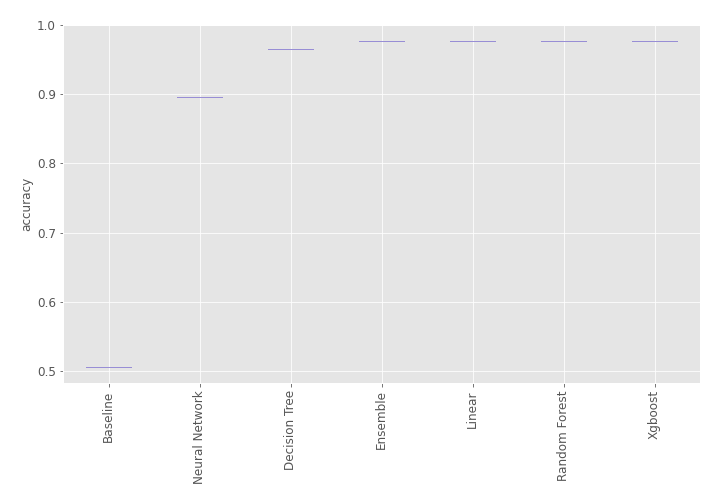 1.0
0.9
0.8
0.7
0.6
0.5
accuracy
Baseline
Neural Network
Decision Tree
Ensemble
Linear
Random Forest
Xgboost